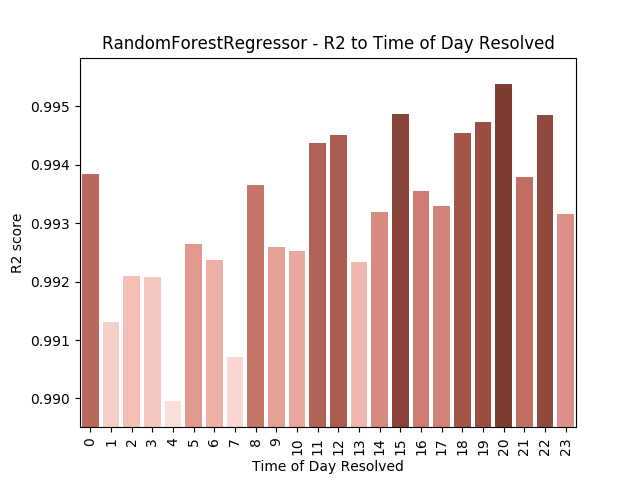 RandomForestRegressor - R2 to Time of Day Resolved
R2 score
0.995
0.994
0.993
0.992
0.991
0.990
0 1 2 3 4 5 6 7 8 9 10 11 12 13 14 15 16 17 18 19 20 21 22 23
Time of Day Resolved